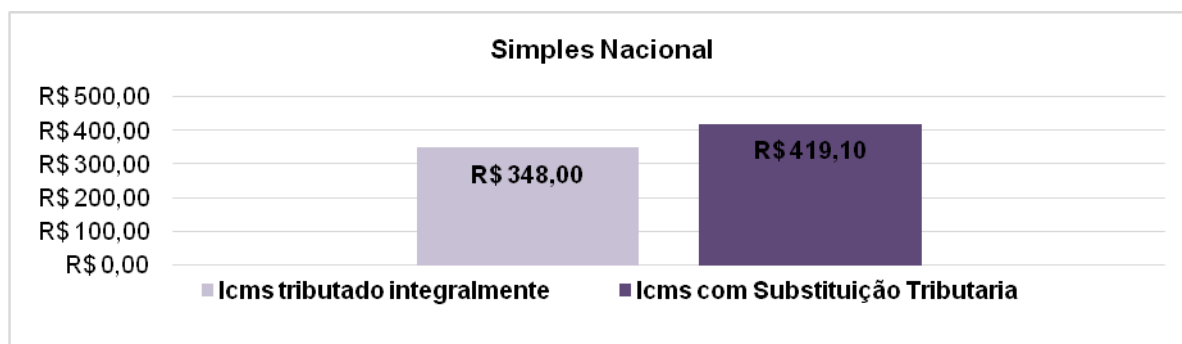 Simples Nacional
R$ 500,00
R$ 400,00
R$ 300,00
R$ 200,00
R$ 100,00
R$ 0,00
R$ 348,00
R$ 419,10
Icms tributado integralmente
Icms com Substituição Tributaria